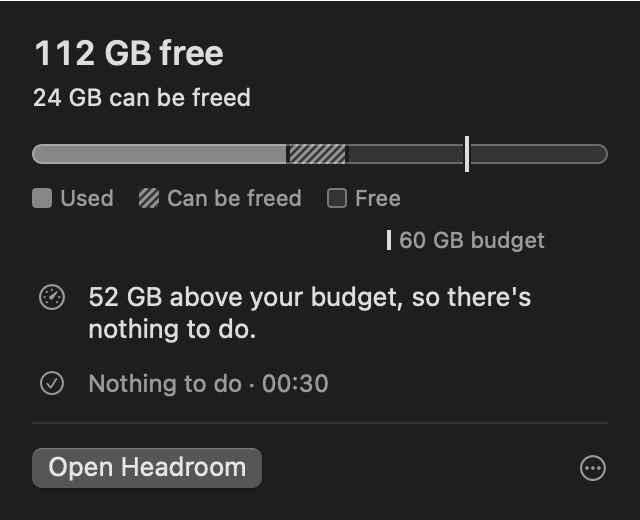 112 GB free
24 GB can be freed
Used
Can be freed
Free
60 GB budget
52 GB above your budget, so there's
nothing to do.
Nothing to do · 00:30
Open Headroom